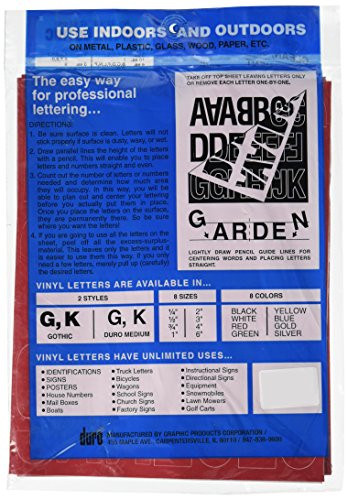 USE INDOORS AND OUTDOORS
ON METAL, PLASTIC, GLASS, WOOD, PAPER, ETC.
The easy way
for professional
lettering...
DIRECTIONS:
1. Be sure surface is clean. Letters will not
stick properly if surface is dusty, waxy, or wet.
2. Draw parallel lines the height of the letters
with a pencil. This will enable you to place
letters and numbers straight and even.
3. Count out the number of letters or numbers
needed and determine how much area
they will occupy. In this way, you will be
able to plan out and center your lettering
before you actually put them in place.
Once you place the letters on the surface,
they are permanently there. So be sure
where you want the letters!
4. If you are going to use all the letters on the
sheet, peel off all the excess-surplus-
material. This leaves only the letters and it
is easier to see them this way. (If you need
only a few letters, merely pull up (carefully)
the desired letters.
TAKE OFF TOP SHEET LEAVING LETTERS ONLY
OR REMOVE EACH LETTER ONE-BY-ONE.
GARDEN
LIGHTLY DRAW PENCIL GUIDE LINES FOR
CENTERING WORDS AND PLACING LETTERS
STRAIGHT.
VINYL LETTERS ARE AVAILABLE IN...
2 STYLES
G, K
GOTHIC
G, K
DURO MEDIUM
8 SIZES
1/4" 2"
1/2" 3"
3/4" 4"
1" 6"
8 COLORS
BLACK YELLOW
WHITE BLUE
RED GOLD
GREEN SILVER
VINYL LETTERS HAVE UNLIMITED USES...
• IDENTIFICATIONS
• SIGNS
• POSTERS
• House Numbers
• Mail Boxes
• Boats
• Truck Letters
• Bicycles
• Wagons
• School Signs
• Church Signs
• Factory Signs
• Instructional Signs
• Directional Signs
• Equipment
• Snowmobiles
• Lawn Mowers
• Golf Carts
duro
MANUFACTURED BY GRAPHIC PRODUCTS CORPORATION /
455 MAPLE AVE. CARPENTERSVILLE, IL 60110 / 847-836-9600